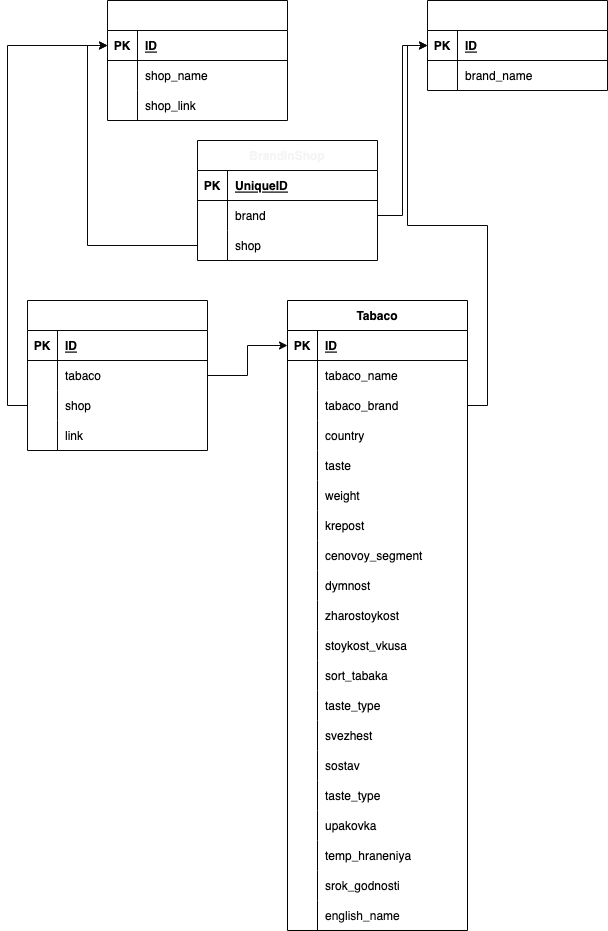 PK ID
shop_name
shop_link
PK ID
brand_name
BrandInShop
PK UniqueID
brand
shop
PK ID
tabaco
shop
link
Tabaco
PK ID
tabaco_name
tabaco_brand
country
taste
weight
krepost
cenovoy_segment
dymnost
zharostoykost
stoykost_vkusa
sort_tabaka
taste_type
svezhest
sostav
taste_type
upakovka
temp_hraneniya
srok_godnosti
english_name